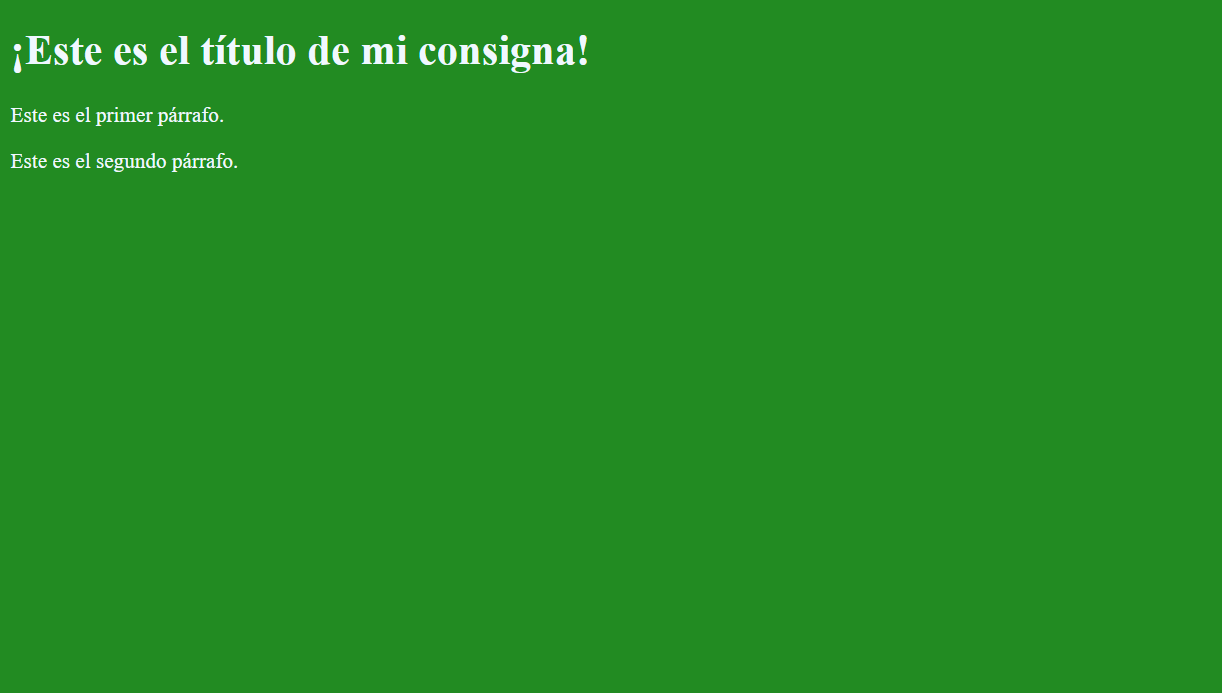 ¡Este es el título de mi consigna!
Este es el primer párrafo.
Este es el segundo párrafo.